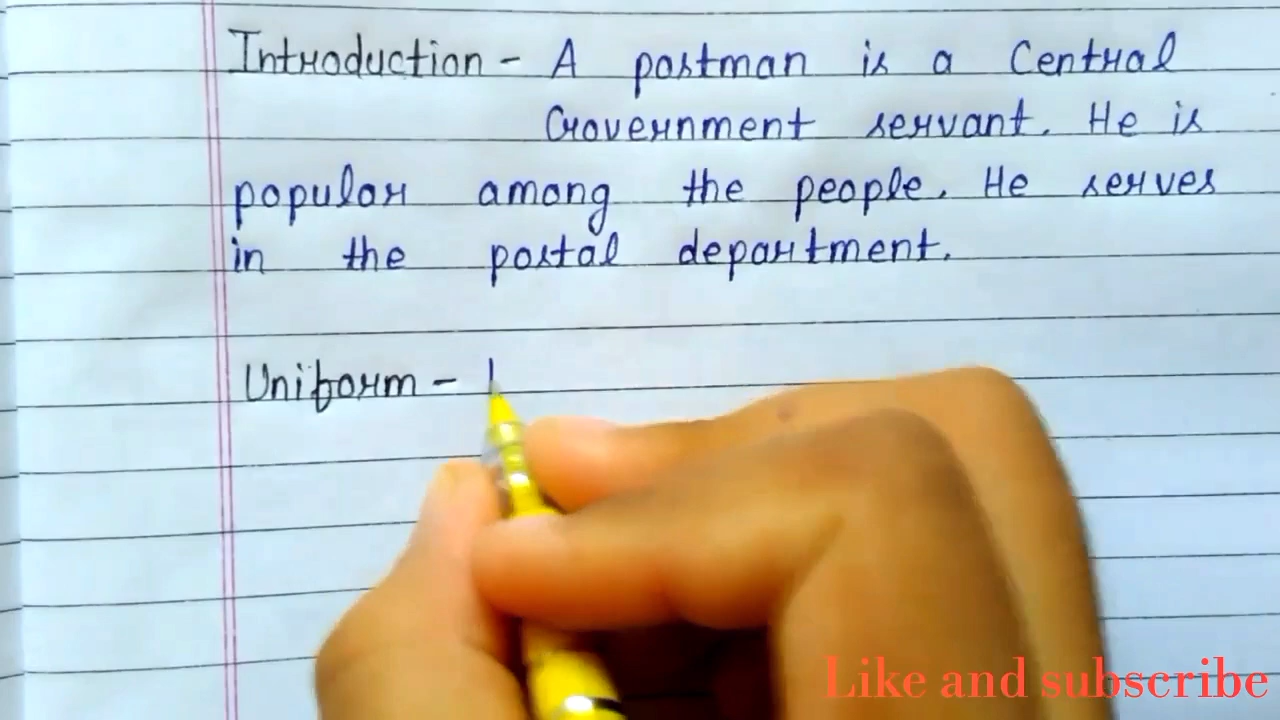 Introduction - A postman is a Central
Government servant. He is
popular among the people. He serves
in the postal department.
Uniform -
Like and subscribe